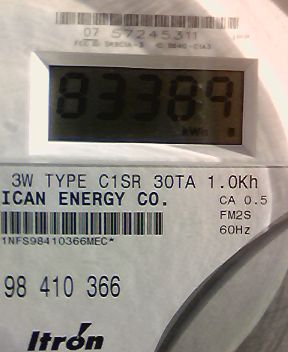 07 57245311
83389
kWh
3W TYPE C1SR 30TA 1.0Kh
ICAN ENERGY CO.
CA 0.5
FM2S
60Hz
1NFS98410366MEC*
98 410 366
Itron